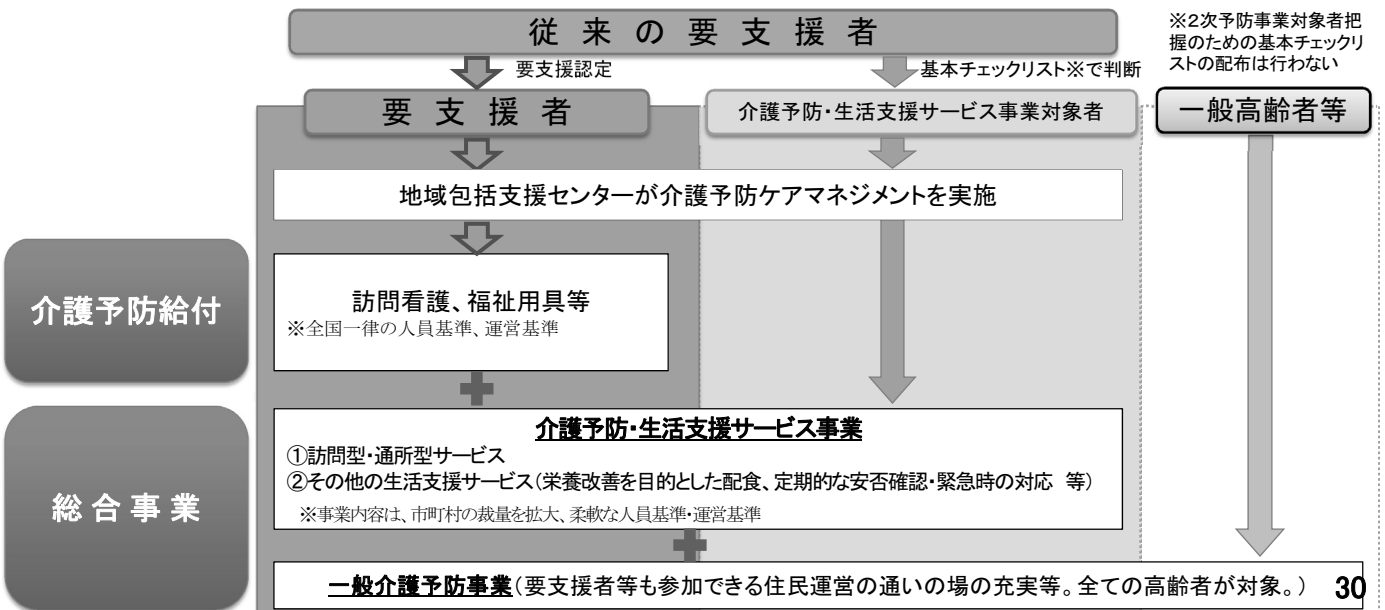 従来の要支援者
※２次予防事業対象者把
握のための基本チェックリ
ストの配布は行わない
要支援認定
基本チェックリスト※で判断
要支援者
介護予防・生活支援サービス事業対象者
一般高齢者等
地域包括支援センターが介護予防ケアマネジメントを実施
介護予防給付
訪問看護、福祉用具等
※全国一律の人員基準、運営基準
総合事業
介護予防・生活支援サービス事業
①訪問型・通所型サービス
②その他の生活支援サービス（栄養改善を目的とした配食、定期的な安否確認・緊急時の対応　等）
※事業内容は、市町村の裁量を拡大、柔軟な人員基準・運営基準
一般介護予防事業（要支援者等も参加できる住民運営の通いの場の充実等。全ての高齢者が対象。）
30